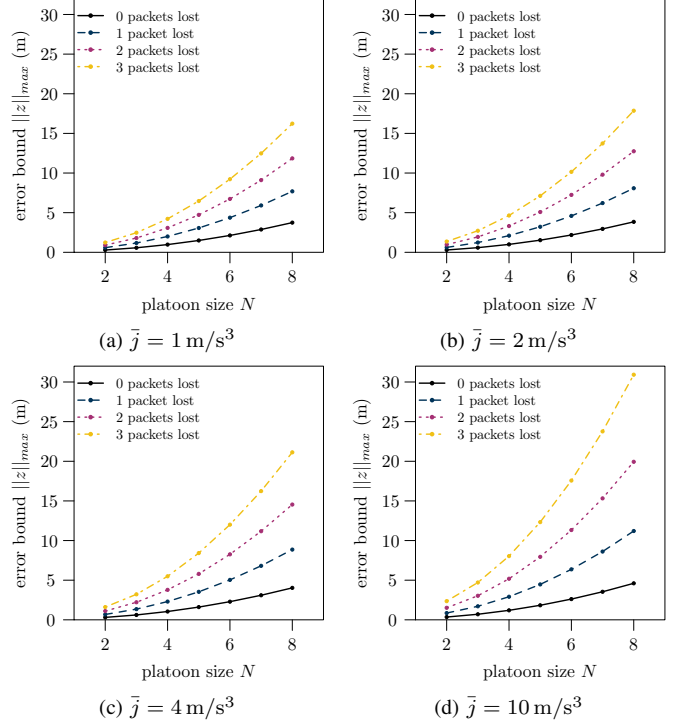 30
25
20
15
10
5
0
error bound ||z||_max (m)
0 packets lost
1 packet lost
2 packets lost
3 packets lost
2 4 6 8
platoon size N
(a) j̄ = 1 m/s³
30
25
20
15
10
5
0
error bound ||z||_max (m)
0 packets lost
1 packet lost
2 packets lost
3 packets lost
2 4 6 8
platoon size N
(b) j̄ = 2 m/s³
30
25
20
15
10
5
0
error bound ||z||_max (m)
0 packets lost
1 packet lost
2 packets lost
3 packets lost
2 4 6 8
platoon size N
(c) j̄ = 4 m/s³
30
25
20
15
10
5
0
error bound ||z||_max (m)
0 packets lost
1 packet lost
2 packets lost
3 packets lost
2 4 6 8
platoon size N
(d) j̄ = 10 m/s³